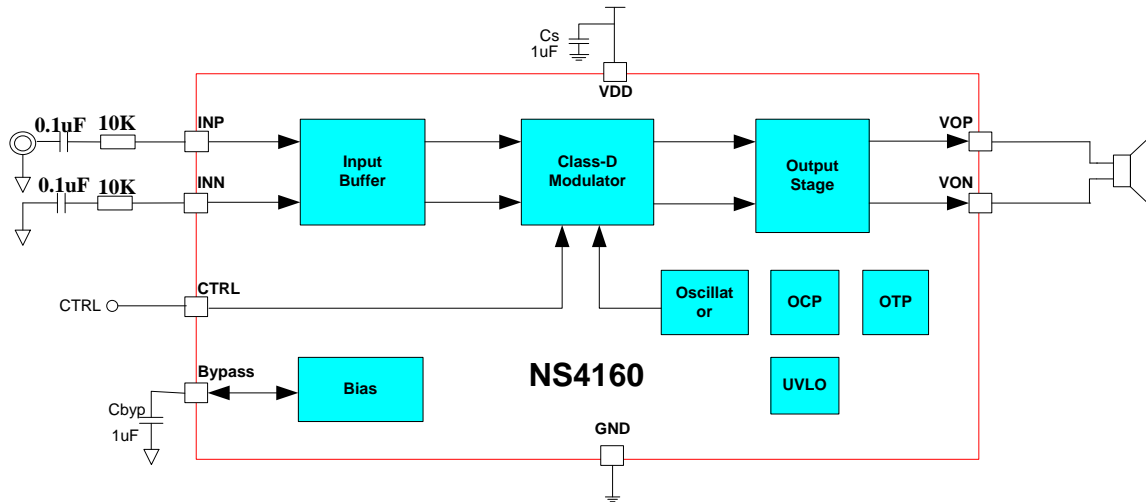 Cs
1uF
VDD
0.1uF
10K
INP
VOP
Input
Buffer
Class-D
Modulator
Output
Stage
0.1uF
10K
INN
VON
CTRL
CTRL
Oscillat
or
OCP
OTP
Bypass
Bias
NS4160
UVLO
Cbyp
1uF
GND